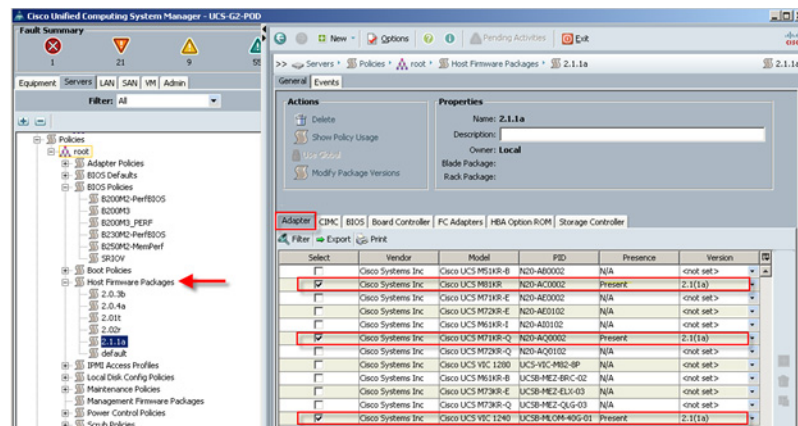 Cisco Unified Computing System Manager - UCS-G2-POD
Fault Summary
1 21 9
New Options Pending Activities Exit
>> Servers Policies root Host Firmware Packages 2.1.1a
2.1.1a
Equipment Servers LAN SAN VM Admin
Filter: All
General Events
Actions
Delete
Show Policy Usage
Use Global
Modify Package Versions
Properties
Name: 2.1.1a
Description:
Owner: Local
Blade Package:
Rack Package:
Policies
root
Adapter Policies
BIOS Defaults
BIOS Policies
B200M2-PerfBIOS
B200M3
B200M3_PERF
B230M2-PerfBIOS
B250M2-MemPerf
SRIOV
Boot Policies
Host Firmware Packages
2.0.3b
2.0.4a
2.01t
2.02r
2.1.1a
default
IPMI Access Profiles
Local Disk Config Policies
Maintenance Policies
Management Firmware Packages
Power Control Policies
Scrub Policies
Adapter CIMC BIOS Board Controller FC Adapters HBA Option ROM Storage Controller
Filter Export Print
Select Vendor Model PID Presence Version
Cisco Systems Inc Cisco UCS M51KR-B N20-AB0002 N/A <not set>
Cisco Systems Inc Cisco UCS M81KR N20-AC0002 Present 2.1(1a)
Cisco Systems Inc Cisco UCS M71KR-E N20-AE0002 N/A <not set>
Cisco Systems Inc Cisco UCS M72KR-E N20-AE0102 N/A <not set>
Cisco Systems Inc Cisco UCS M61KR-I N20-AI0102 N/A <not set>
Cisco Systems Inc Cisco UCS M71KR-Q N20-AQ0002 Present 2.1(1a)
Cisco Systems Inc Cisco UCS M72KR-Q N20-AQ0102 N/A <not set>
Cisco Systems Inc Cisco UCS VIC 1280 UCS-VIC-M82-8P N/A <not set>
Cisco Systems Inc Cisco UCS M61KR-B UCSB-MEZ-BRC-02 N/A <not set>
Cisco Systems Inc Cisco UCS M73KR-E UCSB-MEZ-ELX-03 N/A <not set>
Cisco Systems Inc Cisco UCS M73KR-Q UCSB-MEZ-QLG-03 N/A <not set>
Cisco Systems Inc Cisco UCS VIC 1240 UCSB-MLOM-40G-01 Present 2.1(1a)